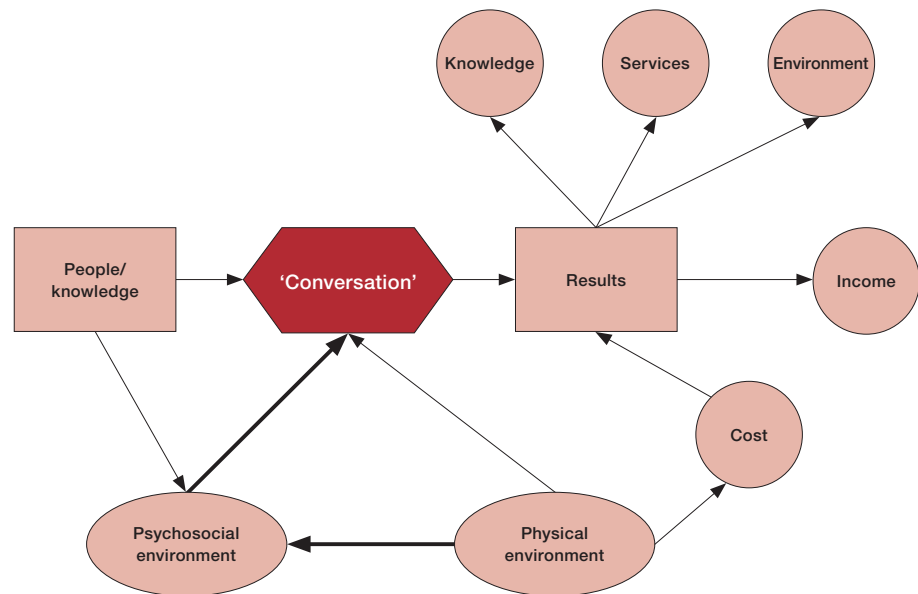 Knowledge
Services
Environment
People/
knowledge
‘Conversation’
Results
Income
Cost
Psychosocial
environment
Physical
environment